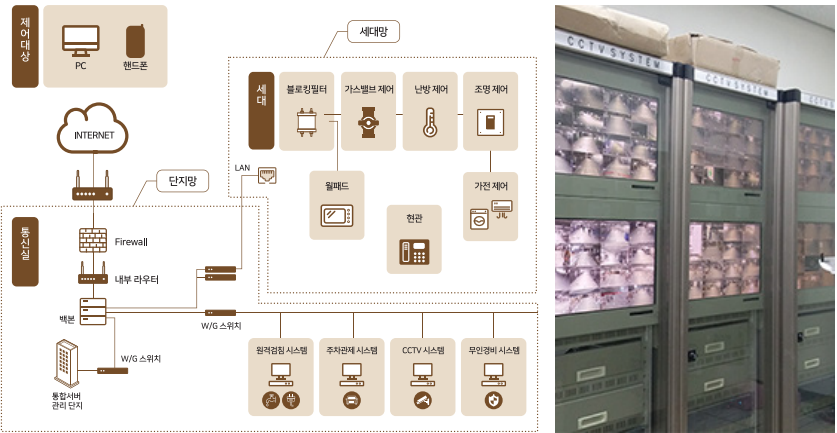 제어대상
PC
핸드폰
INTERNET
세대망
세대
블로킹필터
가스밸브 제어
난방 제어
조명 제어
월패드
현관
가전 제어
LAN
단지망
통신실
Firewall
내부 라우터
백본
W/G 스위치
W/G 스위치
통합서버
관리 단지
원격검침 시스템
주차관제 시스템
CCTV 시스템
무인경비 시스템
CCTV SYSTEM
CCTV SYSTEM